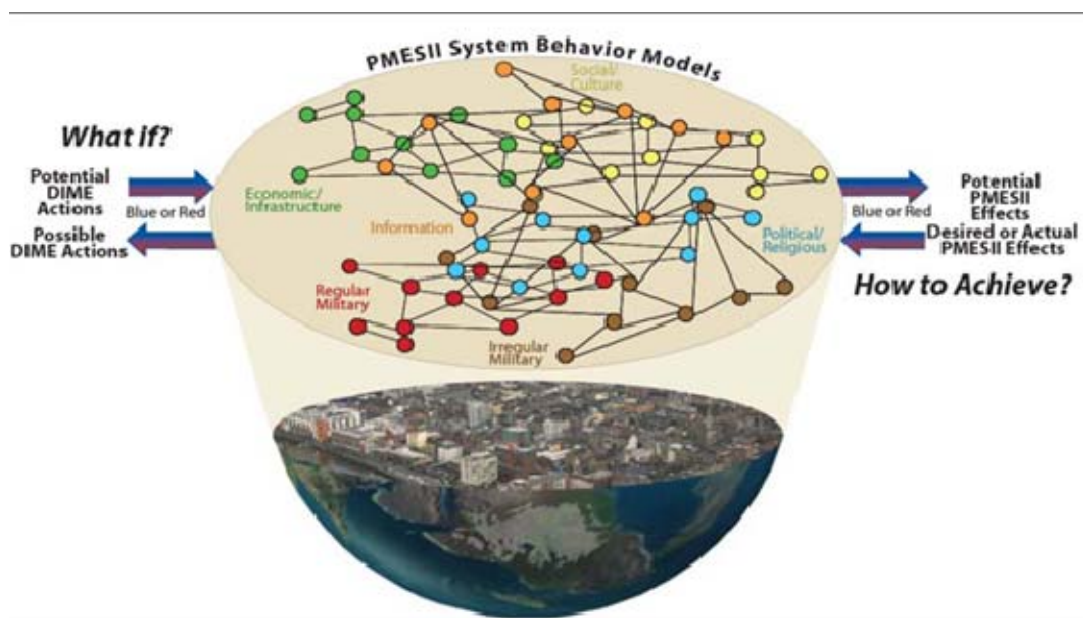 PMESII System Behavior Models
Social/
Culture
What if?
Potential
DIME
Actions
Blue or Red
Possible
DIME Actions
Economic/
Infrastructure
Information
Political/
Religious
Regular
Military
Irregular
Military
Potential
PMESII
Effects
Blue or Red
Desired or Actual
PMESII Effects
How to Achieve?